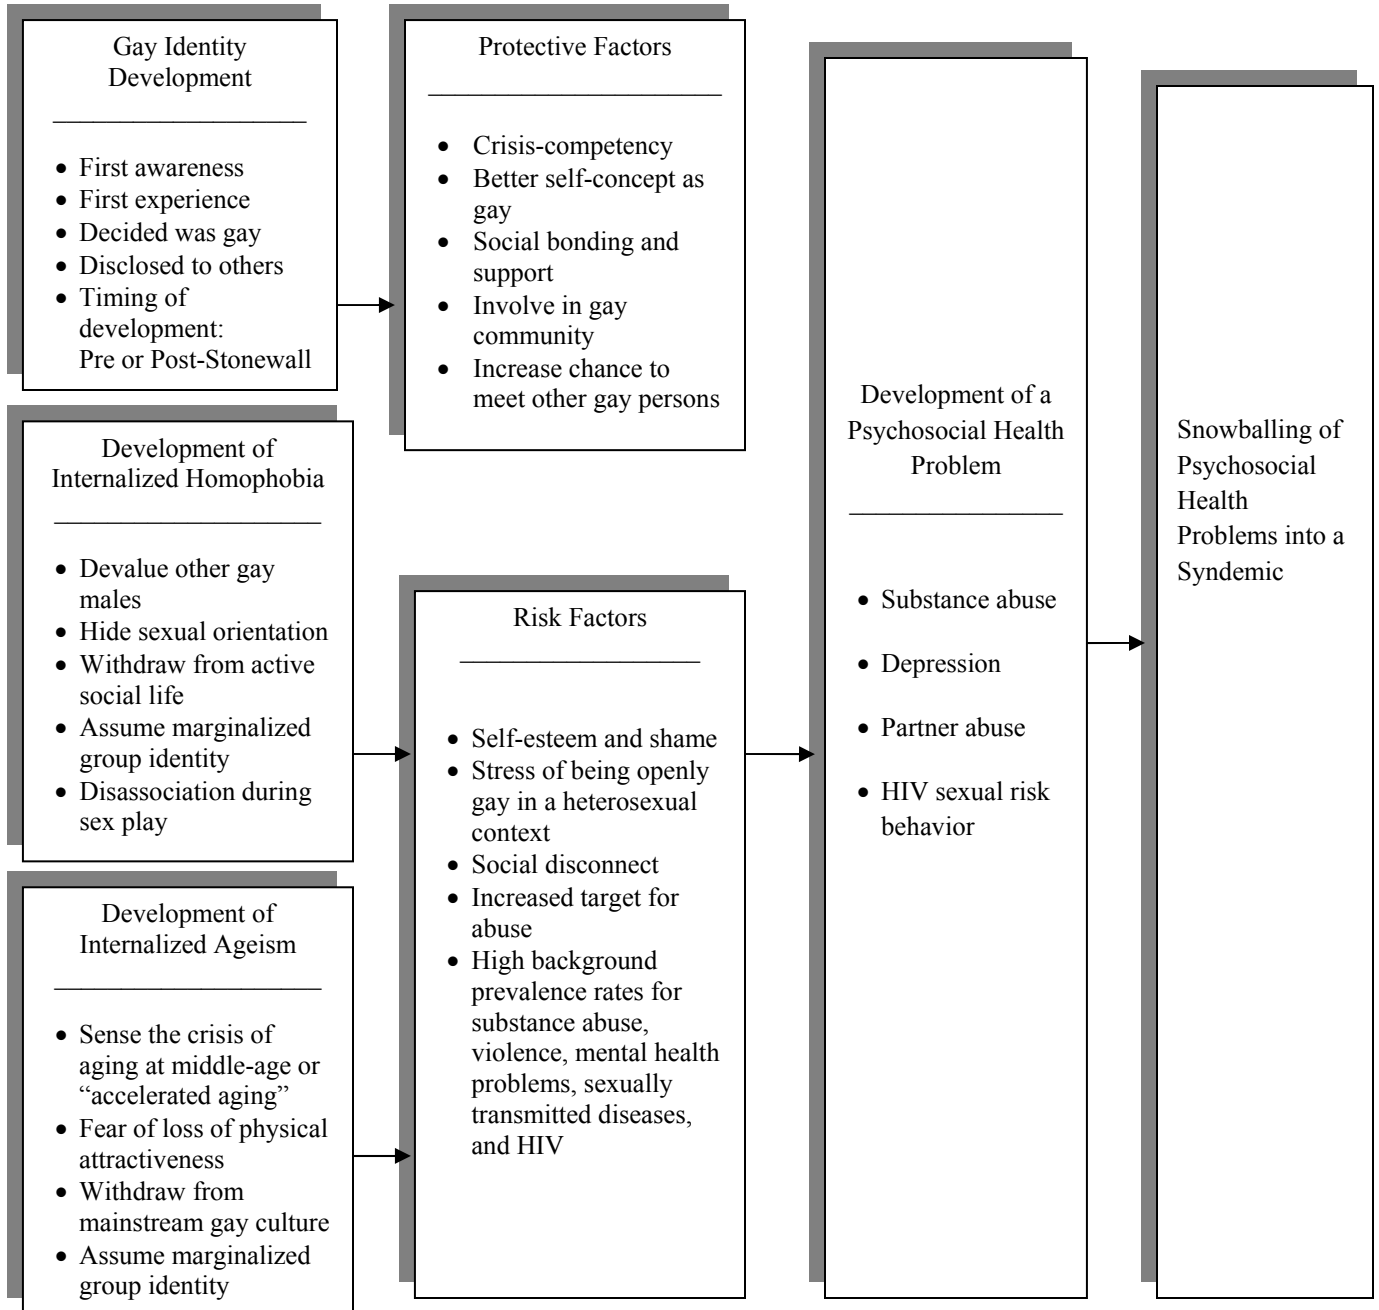 Gay Identity
Development
• First awareness
• First experience
• Decided was gay
• Disclosed to others
• Timing of
development:
Pre or Post-Stonewall
Development of
Internalized Homophobia
• Devalue other gay
males
• Hide sexual orientation
• Withdraw from active
social life
• Assume marginalized
group identity
• Disassociation during
sex play
Development of
Internalized Ageism
• Sense the crisis of
aging at middle-age or
“accelerated aging”
• Fear of loss of physical
attractiveness
• Withdraw from
mainstream gay culture
• Assume marginalized
group identity
Protective Factors
• Crisis-competency
• Better self-concept as
gay
• Social bonding and
support
• Involve in gay
community
• Increase chance to
meet other gay persons
Risk Factors
• Self-esteem and shame
• Stress of being openly
gay in a heterosexual
context
• Social disconnect
• Increased target for
abuse
• High background
prevalence rates for
substance abuse,
violence, mental health
problems, sexually
transmitted diseases,
and HIV
Development of a
Psychosocial Health
Problem
• Substance abuse
• Depression
• Partner abuse
• HIV sexual risk
behavior
Snowballing of
Psychosocial
Health
Problems into a
Syndemic